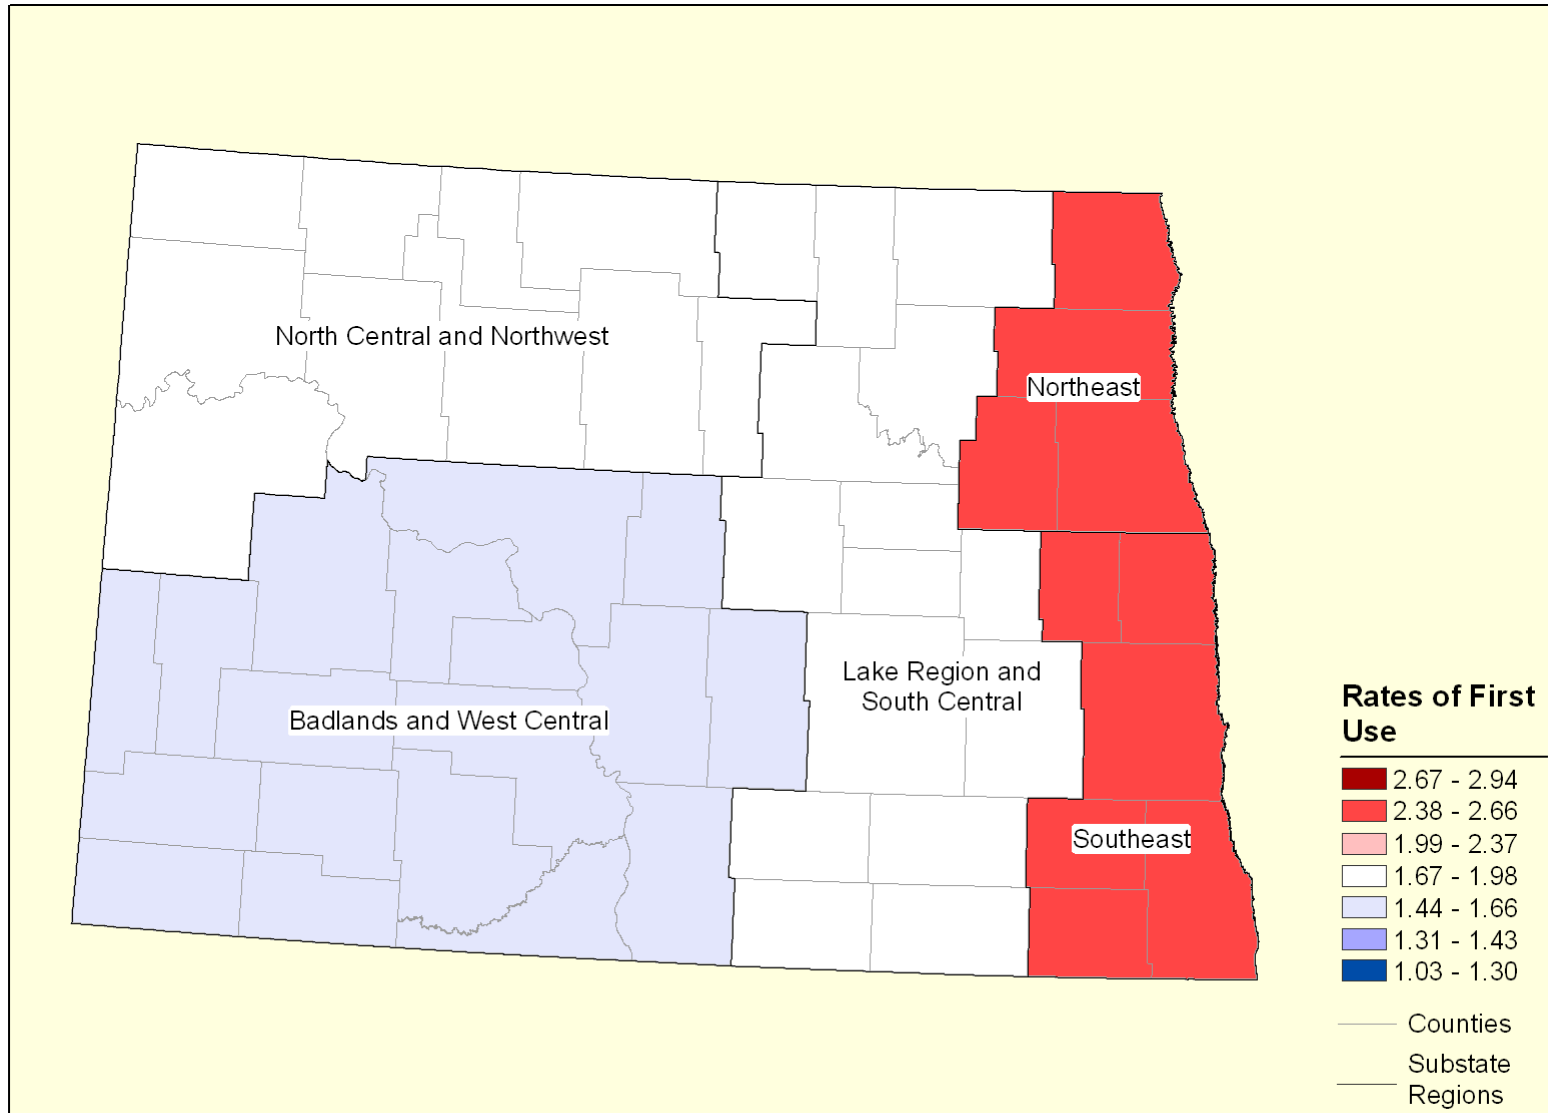 North Central and Northwest
Northeast
Lake Region and
South Central
Badlands and West Central
Southeast
Rates of First
Use
2.67 - 2.94
2.38 - 2.66
1.99 - 2.37
1.67 - 1.98
1.44 - 1.66
1.31 - 1.43
1.03 - 1.30
Counties
Substate
Regions